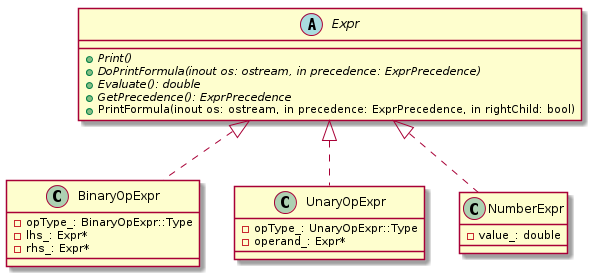 A Expr
Print()
DoPrintFormula(inout os: ostream, in precedence: ExprPrecedence)
Evaluate(): double
GetPrecedence(): ExprPrecedence
PrintFormula(inout os: ostream, in precedence: ExprPrecedence, in rightChild: bool)
C BinaryOpExpr
opType_: BinaryOpExpr::Type
lhs_: Expr*
rhs_: Expr*
C UnaryOpExpr
opType_: UnaryOpExpr::Type
operand_: Expr*
C NumberExpr
value_: double